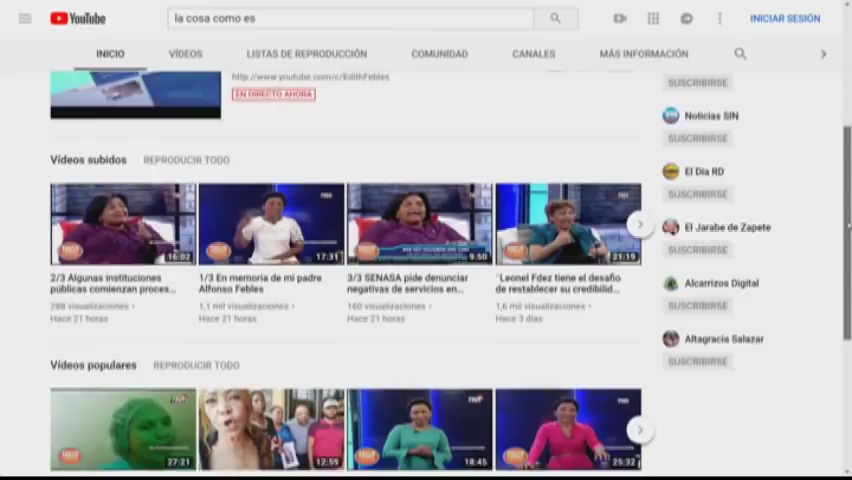 YouTube
la cosa como es
INICIAR SESIÓN
INICIO VÍDEOS LISTAS DE REPRODUCCIÓN COMUNIDAD CANALES MÁS INFORMACIÓN
http://www.youtube.com/c/EdithFebles
EN DIRECTO AHORA
Vídeos subidos REPRODUCIR TODO
16:02
17:31
9:50
21:19
2/3 Algunas instituciones
públicas comienzan proces...
288 visualizaciones •
Hace 21 horas
1/3 En memoria de mi padre
Alfonso Febles
1,1 mil visualizaciones •
Hace 21 horas
3/3 SENASA pide denunciar
negativas de servicios en...
160 visualizaciones •
Hace 21 horas
"Leonel Fdez tiene el desafío
de restablecer su credibilid...
1,6 mil visualizaciones •
Hace 3 días
Vídeos populares REPRODUCIR TODO
27:21
12:59
18:45
25:32
SUSCRIBIRSE
Noticias SIN
SUSCRIBIRSE
El Día RD
SUSCRIBIRSE
El Jarabe de Zapete
SUSCRIBIRSE
Alcarrizos Digital
SUSCRIBIRSE
Altagracia Salazar
SUSCRIBIRSE